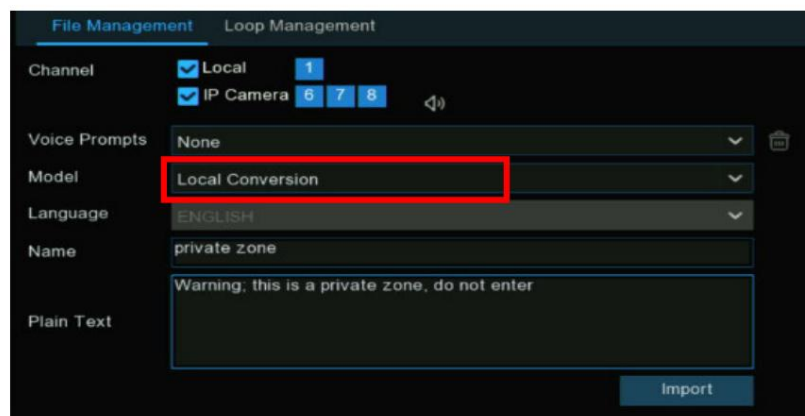 File Management Loop Management
Channel Local 1
IP Camera 6 7 8
Voice Prompts None
Model Local Conversion
Language ENGLISH
Name private zone
Warning; this is a private zone, do not enter
Plain Text
Import